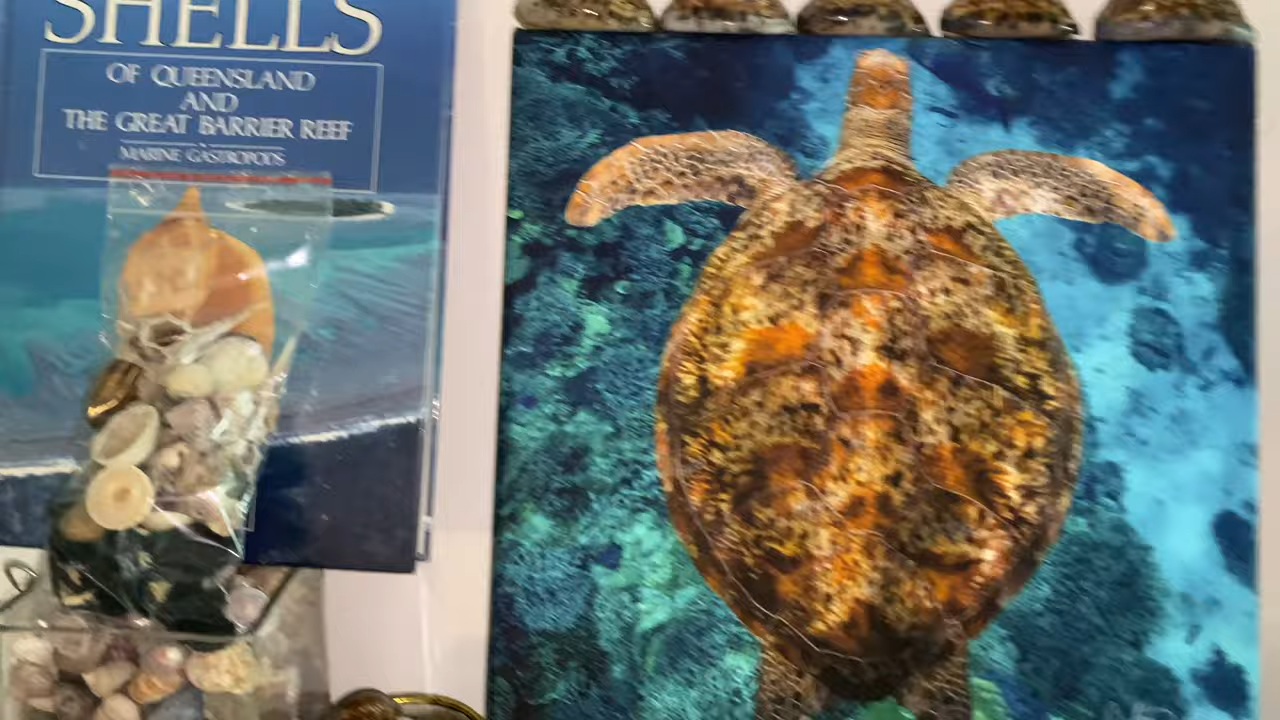 SHELLS
OF QUEENSLAND
AND
THE GREAT BARRIER REEF
MARINE GASTROPODS